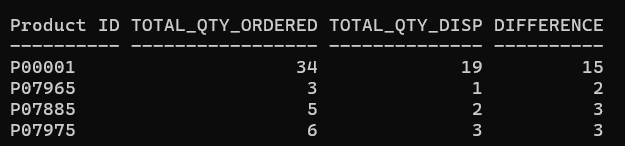 Product ID TOTAL_QTY_ORDERED TOTAL_QTY_DISP DIFFERENCE
---------- ----------------- -------------- ----------
P00001                    34             19         15
P07965                     3              1          2
P07885                     5              2          3
P07975                     6              3          3